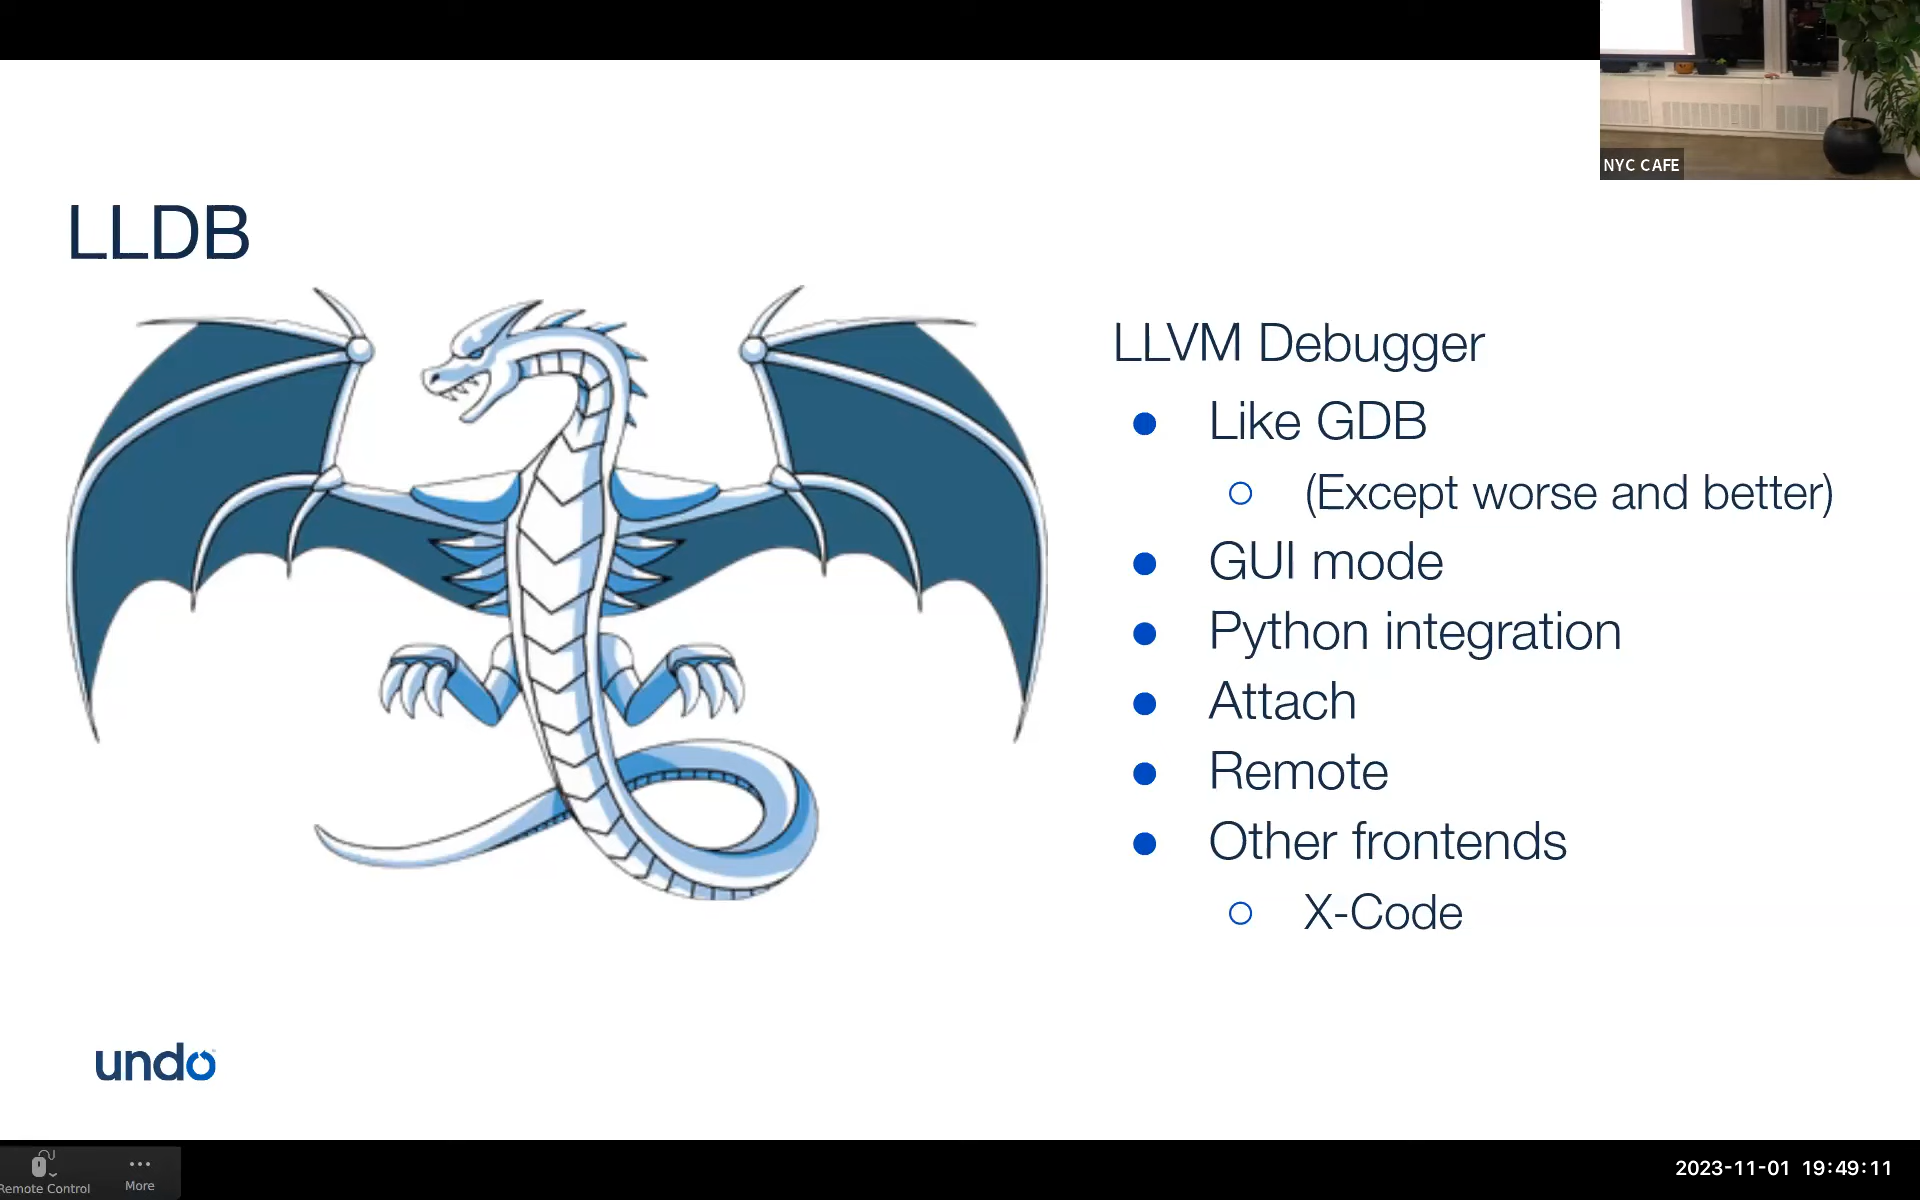 NYC CAFE
LLDB
LLVM Debugger
● Like GDB
○ (Except worse and better)
● GUI mode
● Python integration
● Attach
● Remote
● Other frontends
○ X-Code
undo
Remote Control
More
2023-11-01 19:49:11